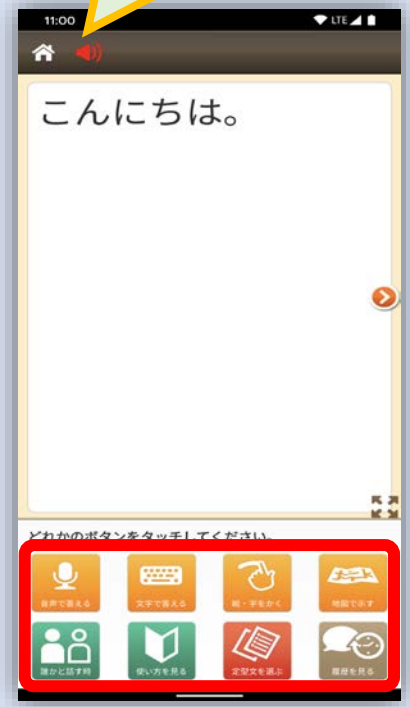 11:00
LTE
こんにちは。
どれかのボタンをタッチしてください。
音声で答える
文字で答える
絵・字をかく
地図で示す
誰かと話す時
使い方を見る
定型文を選ぶ
履歴を見る